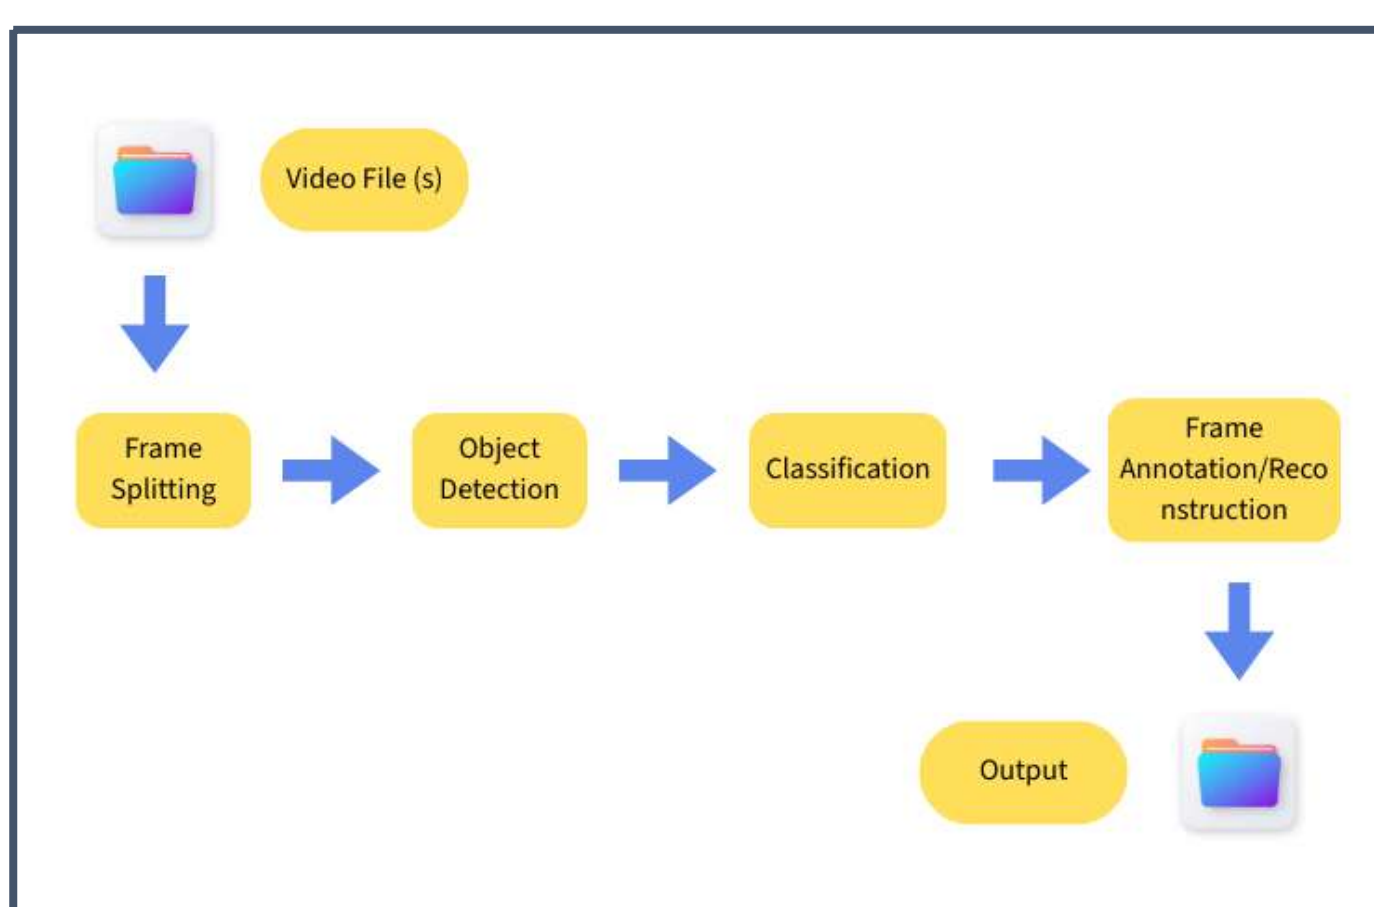 Video File (s)
Frame
Splitting
Object
Detection
Classification
Frame
Annotation/Reco
nstruction
Output